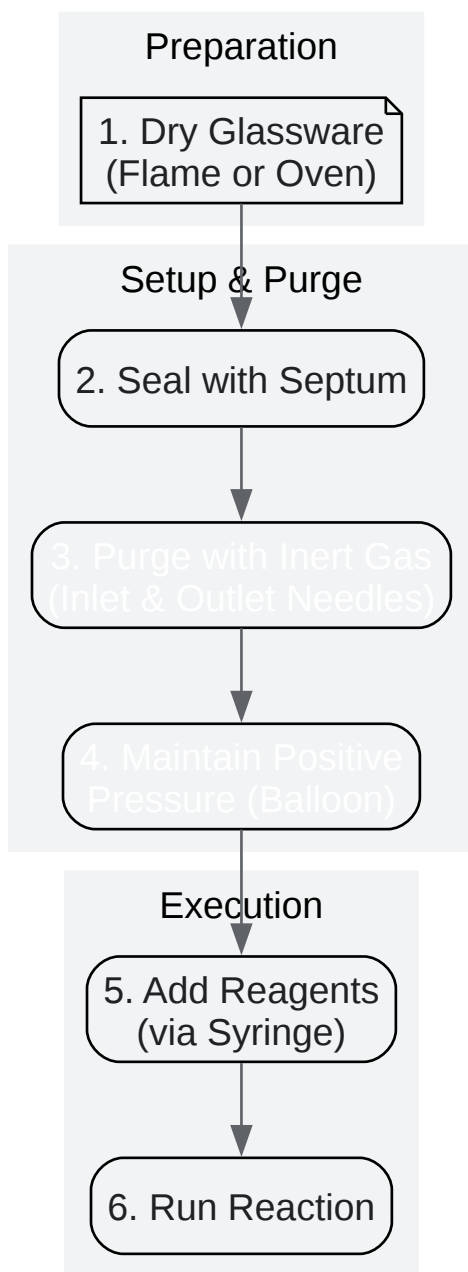 Preparation
1. Dry Glassware
(Flame or Oven)
Setup & Purge
2. Seal with Septum
3. Purge with Inert Gas
(Inlet & Outlet Needles)
4. Maintain Positive
Pressure (Balloon)
Execution
5. Add Reagents
(via Syringe)
6. Run Reaction